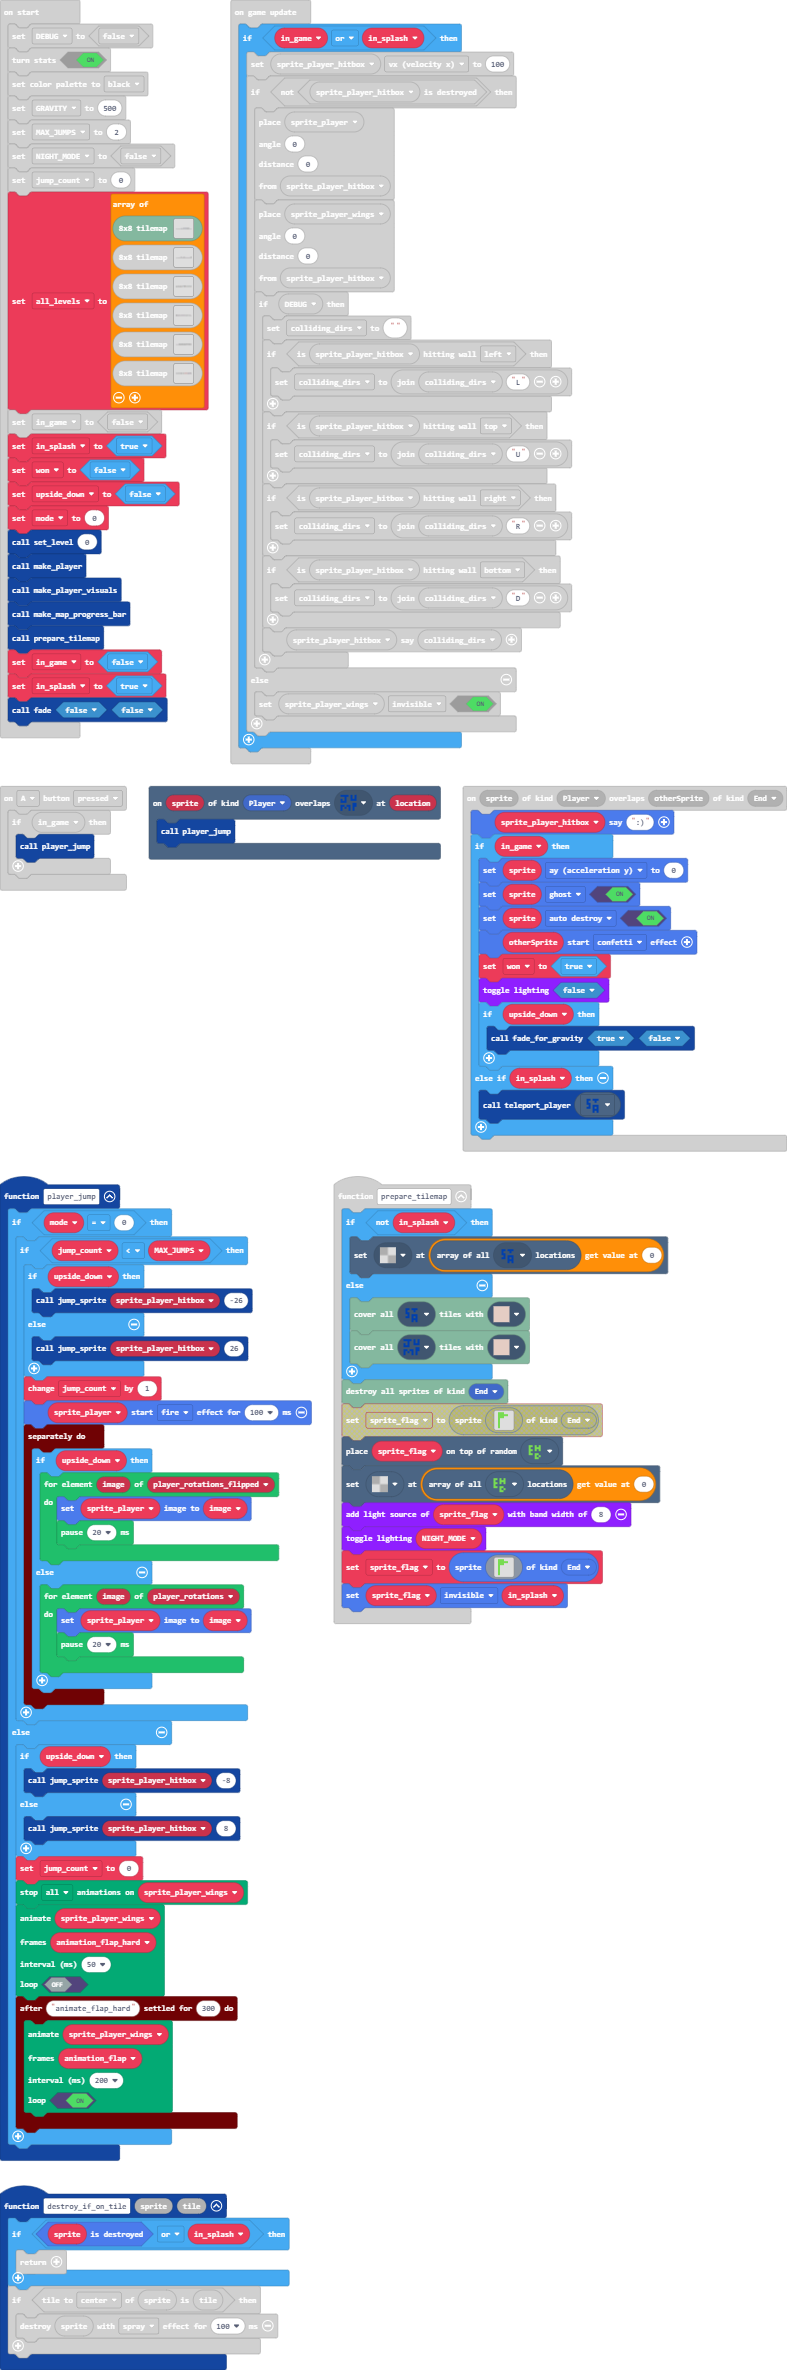 on start
set DEBUG to false
turn stats ON
set color palette to black
set GRAVITY to 500
set MAX_JUMPS to 2
set NIGHT_MODE to false
set jump_count to 0
set all_levels to array of
8x8 tilemap
8x8 tilemap
8x8 tilemap
8x8 tilemap
8x8 tilemap
8x8 tilemap
set in_game to false
set in_splash to true
set won to false
set upside_down to false
set mode to 0
call set_level 0
call make_player
call make_player_visuals
call make_map_progress_bar
call prepare_tilemap
set in_game to false
set in_splash to true
call fade false false
on game update
if in_game or in_splash then
set sprite_player_hitbox vx (velocity x) to 100
if not sprite_player_hitbox is destroyed then
place sprite_player
angle 0
distance 0
from sprite_player_hitbox
place sprite_player_wings
angle 0
distance 0
from sprite_player_hitbox
if DEBUG then
set colliding_dirs to " "
if is sprite_player_hitbox hitting wall left then
set colliding_dirs to join colliding_dirs "L"
if is sprite_player_hitbox hitting wall top then
set colliding_dirs to join colliding_dirs "U"
if is sprite_player_hitbox hitting wall right then
set colliding_dirs to join colliding_dirs "R"
if is sprite_player_hitbox hitting wall bottom then
set colliding_dirs to join colliding_dirs "D"
sprite_player_hitbox say colliding_dirs
else
set sprite_player_wings invisible ON
on A button pressed
if in_game then
call player_jump
on sprite of kind Player overlaps JUMP at location
call player_jump
on sprite of kind Player overlaps otherSprite of kind End
sprite_player_hitbox say ":)"
if in_game then
set sprite ay (acceleration y) to 0
set sprite ghost ON
set sprite auto destroy ON
otherSprite start confetti effect
set won to true
toggle lighting false
if upside_down then
call fade_for_gravity true false
else if in_splash then
call teleport_player
function player_jump
if mode = 0 then
if jump_count < MAX_JUMPS then
if upside_down then
call jump_sprite sprite_player_hitbox -26
else
call jump_sprite sprite_player_hitbox 26
change jump_count by 1
sprite_player start fire effect for 100 ms
separately do
if upside_down then
for element image of player_rotations_flipped
do set sprite_player image to image
pause 20 ms
else
for element image of player_rotations
do set sprite_player image to image
pause 20 ms
else
if upside_down then
call jump_sprite sprite_player_hitbox -8
else
call jump_sprite sprite_player_hitbox 8
set jump_count to 0
stop all animations on sprite_player_wings
animate sprite_player_wings
frames animation_flap_hard
interval (ms) 50
loop OFF
after "animate_flap_hard" settled for 300 do
animate sprite_player_wings
frames animation_flap
interval (ms) 200
loop ON
function prepare_tilemap
if not in_splash then
set at array of all locations get value at 0
else
cover all tiles with
cover all JUMP tiles with
destroy all sprites of kind End
set sprite_flag to sprite of kind End
place sprite_flag on top of random
set at array of all locations get value at 0
add light source of sprite_flag with band width of 8
toggle lighting NIGHT_MODE
set sprite_flag to sprite of kind End
set sprite_flag invisible in_splash
function destroy_if_on_tile sprite tile
if sprite is destroyed or in_splash then
return
if tile to center of sprite is tile then
destroy sprite with spray effect for 100 ms